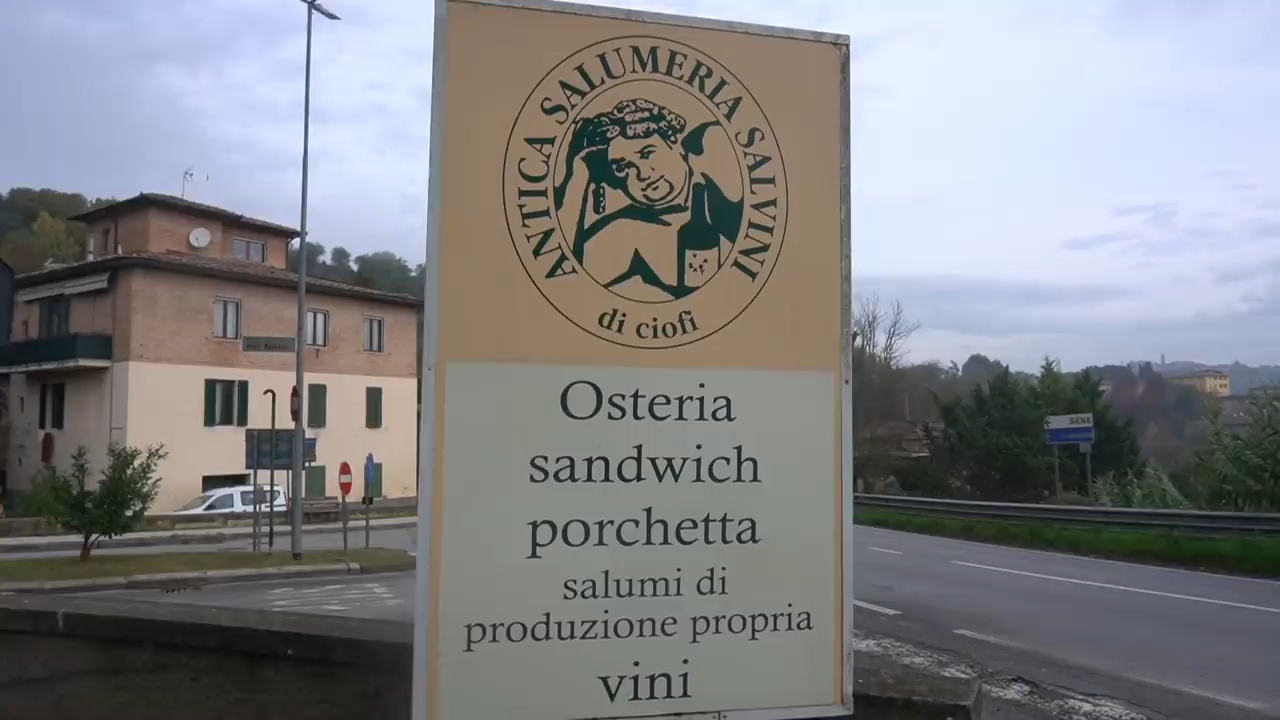 ANTICA SALUMERIA SALVINI
di ciofi
Osteria
sandwich
porchetta
salumi di
produzione propria
vini
SIENA